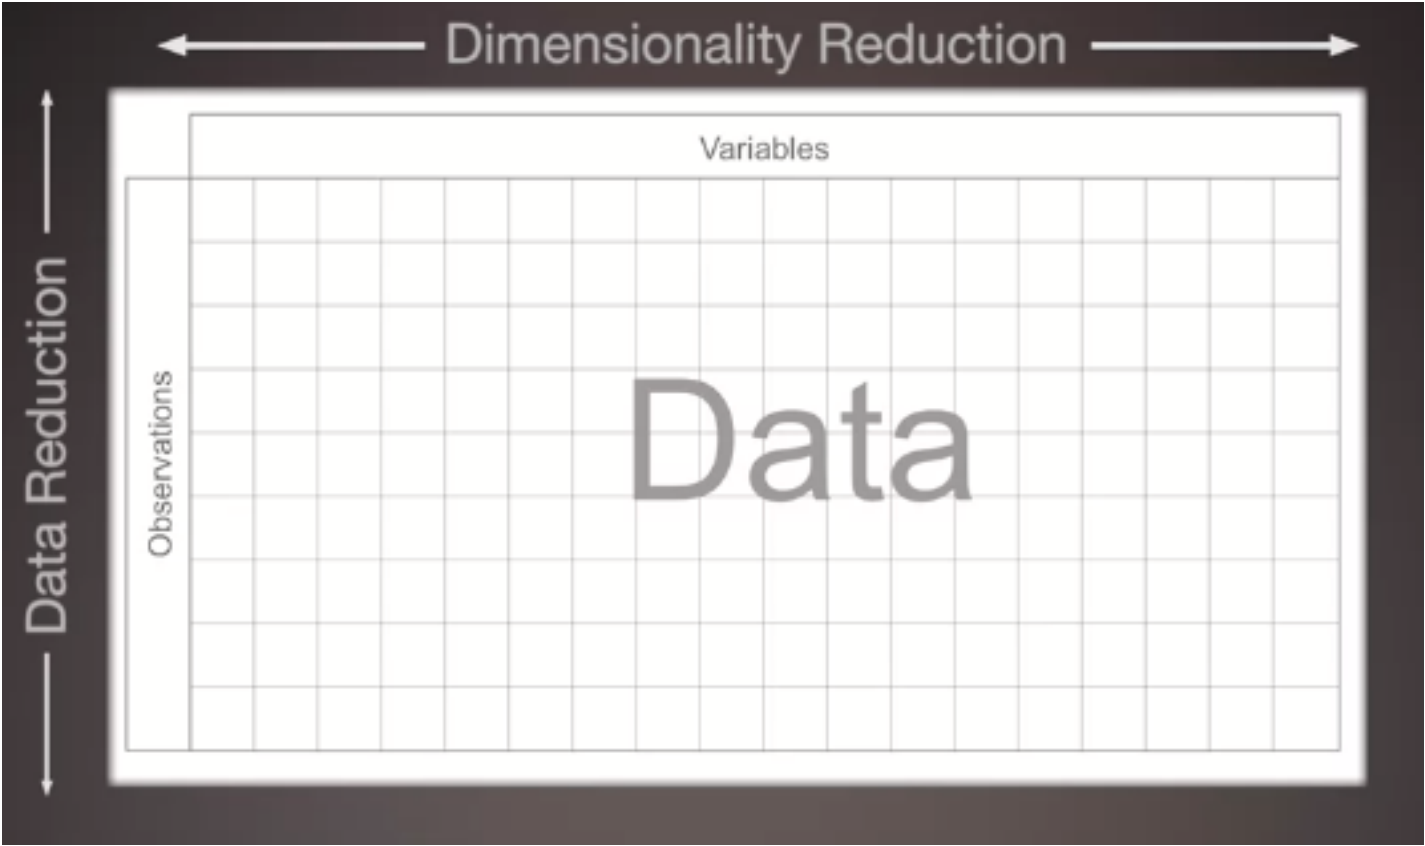 Dimensionality Reduction
Variables
Data Reduction
Observations
Data